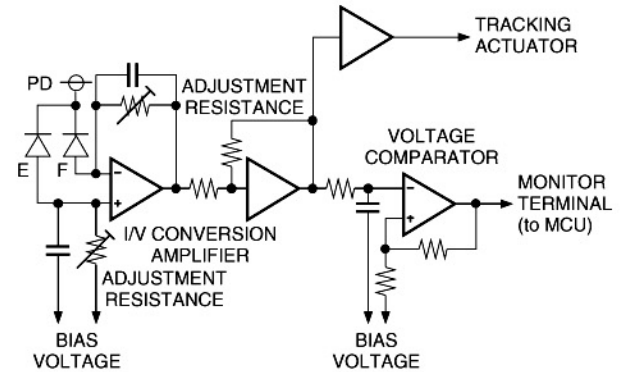 TRACKING
ACTUATOR
PD
ADJUSTMENT
RESISTANCE
VOLTAGE
COMPARATOR
E
F
−
+
−
+
MONITOR
TERMINAL
(to MCU)
I/V CONVERSION
AMPLIFIER
ADJUSTMENT
RESISTANCE
BIAS
VOLTAGE
BIAS
VOLTAGE